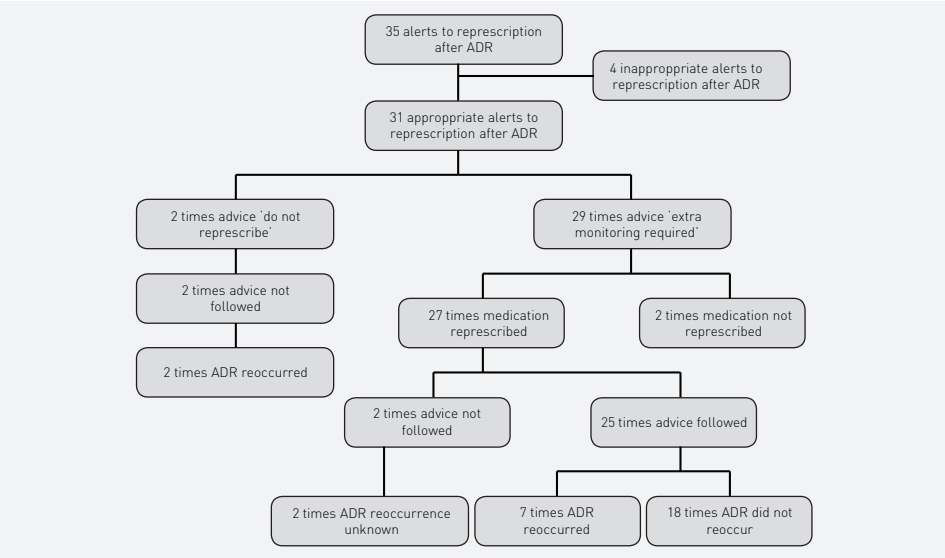 35 alerts to represcription
after ADR
4 inapproppriate alerts to
represcription after ADR
31 approppriate alerts to
represcription after ADR
2 times advice ‘do not
represcribe’
29 times advice ‘extra
monitoring required’
2 times advice not
followed
27 times medication
represcribed
2 times medication not
represcribed
2 times ADR reoccurred
2 times advice not
followed
25 times advice followed
2 times ADR reoccurrence
unknown
7 times ADR
reoccurred
18 times ADR did not
reoccur